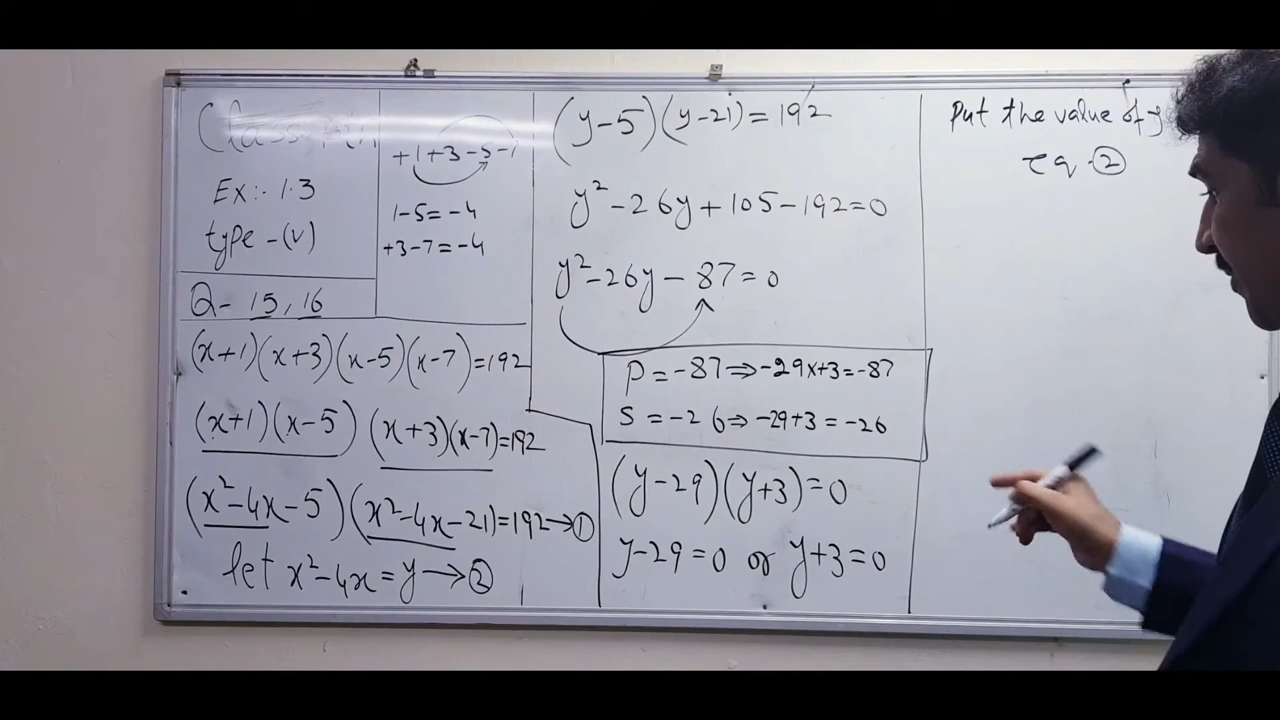 Ex:- 1.3
type -(v)
Q- 15, 16
+1+3-5-
1-5=-4
+3-7=-4
(x+1)(x+3)(x-5)(x-7)=192
(x+1)(x-5) (x+3)(x-7)=192
(x²-4x-5)(x²-4x-21)=192→①
let x²-4x=y→②
(y-5)(y-21)=192
y²-26y+105-192=0
y²-26y-87=0
P=-87⇒-29x+3=-87
S=-26⇒-29+3=-26
(y-29)(y+3)=0
y-29=0 or y+3=0
Put the value of y
eq.②